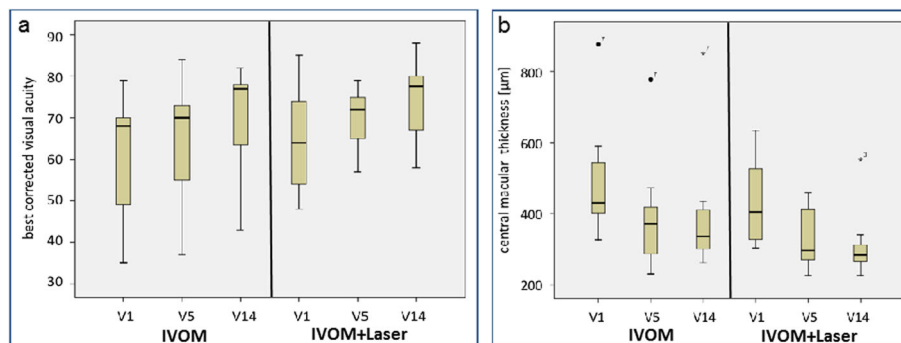 a
best corrected visual acuity
90
80
70
60
50
40
30
V1 V5 V14 V1 V5 V14
IVOM IVOM+Laser
b
central macular thickness [µm]
800
600
400
200
V1 V5 V14 V1 V5 V14
IVOM IVOM+Laser